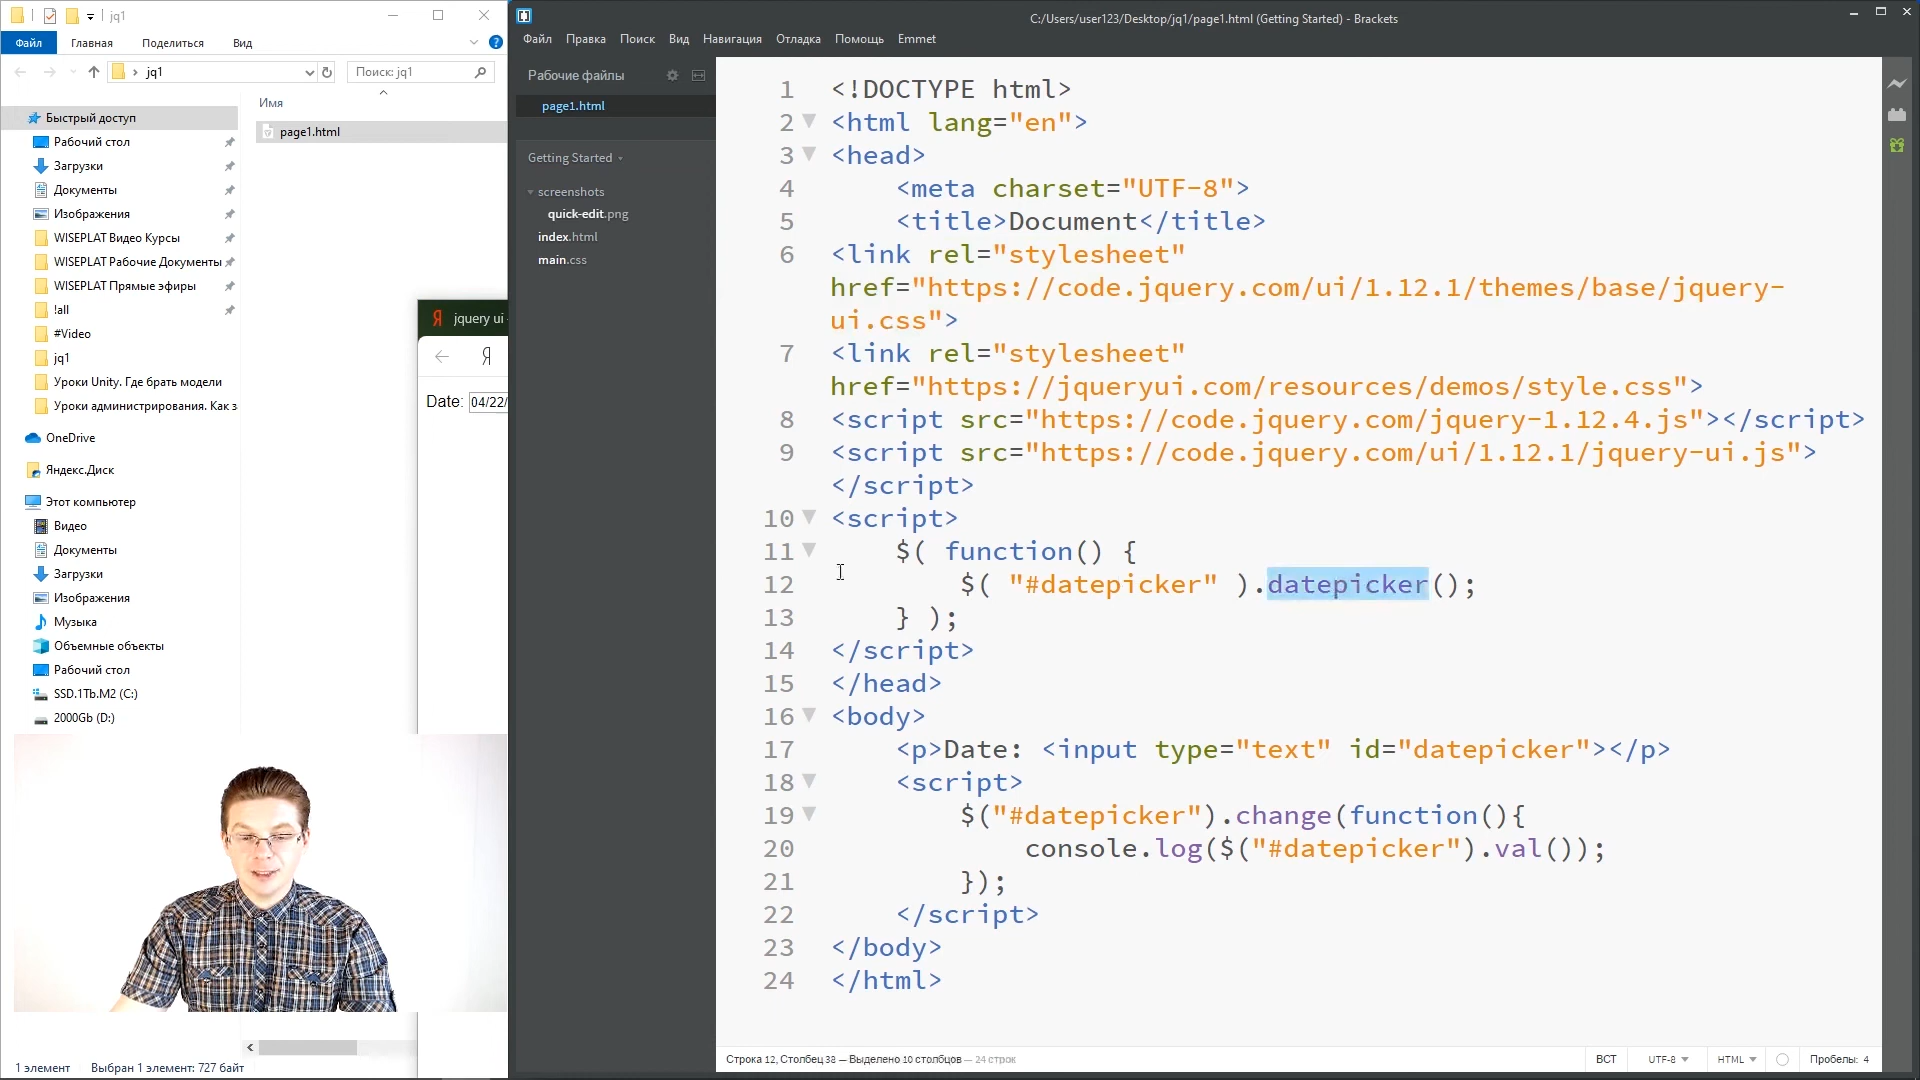 jq1
Файл
Главная
Поделиться
Вид
jq1
Поиск: jq1
Имя
page1.html
Быстрый доступ
Рабочий стол
Загрузки
Документы
Изображения
WISEPLAT Видео Курсы
WISEPLAT Рабочие Документы
WISEPLAT Прямые эфиры
!all
#Video
jq1
Уроки Unity. Где брать модели
Уроки администрирования. Как з
OneDrive
Яндекс.Диск
Этот компьютер
Видео
Документы
Загрузки
Изображения
Музыка
Объемные объекты
Рабочий стол
SSD.1Tb.M2 (C:)
2000Gb (D:)
1 элемент
Выбран 1 элемент: 727 байт
Я jquery ui
Я
Date: 04/22/
C:/Users/user123/Desktop/jq1/page1.html (Getting Started) - Brackets
Файл
Правка
Поиск
Вид
Навигация
Отладка
Помощь
Emmet
Рабочие файлы
page1.html
Getting Started
screenshots
quick-edit.png
index.html
main.css
1 <!DOCTYPE html>
2 <html lang="en">
3 <head>
4 <meta charset="UTF-8">
5 <title>Document</title>
6 <link rel="stylesheet"
href="https://code.jquery.com/ui/1.12.1/themes/base/jquery-
ui.css">
7 <link rel="stylesheet"
href="https://jqueryui.com/resources/demos/style.css">
8 <script src="https://code.jquery.com/jquery-1.12.4.js"></script>
9 <script src="https://code.jquery.com/ui/1.12.1/jquery-ui.js">
</script>
10 <script>
11 $( function() {
12 $( "#datepicker" ).datepicker();
13 } );
14 </script>
15 </head>
16 <body>
17 <p>Date: <input type="text" id="datepicker"></p>
18 <script>
19 $("#datepicker").change(function(){
20 console.log($("#datepicker").val());
21 });
22 </script>
23 </body>
24 </html>
Строка 12, Столбец 38 — Выделено 10 столбцов — 24 строк
ВСТ
UTF-8
HTML
Пробелы: 4